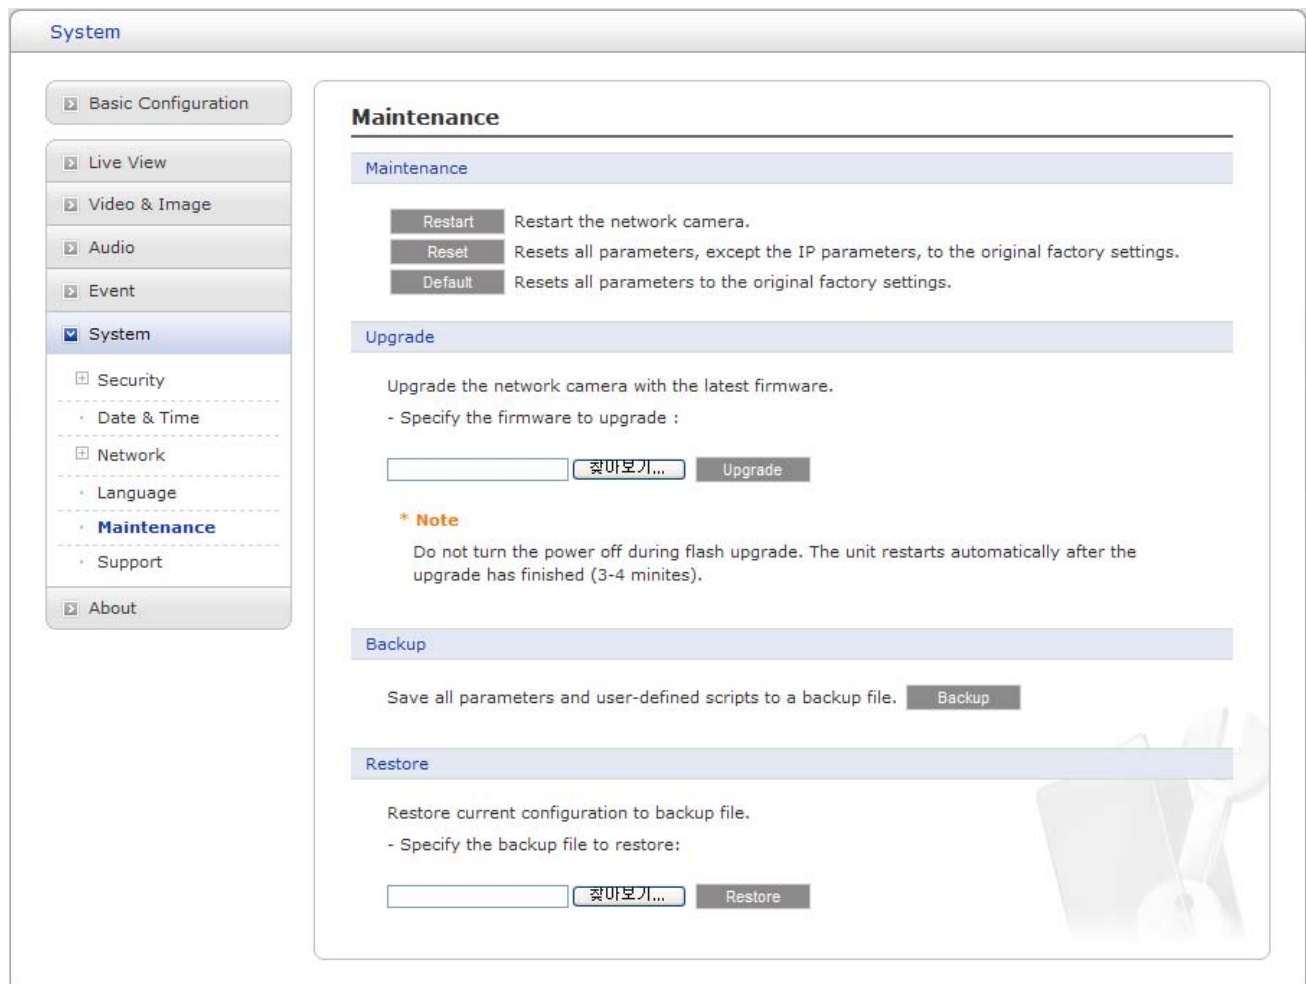 System
Basic Configuration
Live View
Video & Image
Audio
Event
System
Security
Date & Time
Network
Language
Maintenance
Support
About
Maintenance
Maintenance
Restart Restart the network camera.
Reset Resets all parameters, except the IP parameters, to the original factory settings.
Default Resets all parameters to the original factory settings.
Upgrade
Upgrade the network camera with the latest firmware.
- Specify the firmware to upgrade :
찾아보기... Upgrade
* Note
Do not turn the power off during flash upgrade. The unit restarts automatically after the
upgrade has finished (3-4 minites).
Backup
Save all parameters and user-defined scripts to a backup file. Backup
Restore
Restore current configuration to backup file.
- Specify the backup file to restore:
찾아보기... Restore